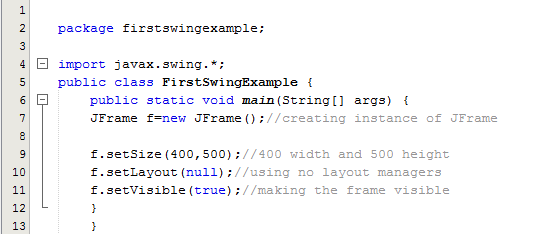 1
2 package firstswingexample;
3
4 import javax.swing.*;
5 public class FirstSwingExample {
6 public static void main(String[] args) {
7 JFrame f=new JFrame();//creating instance of JFrame
8
9 f.setSize(400,500);//400 width and 500 height
10 f.setLayout(null);//using no layout managers
11 f.setVisible(true);//making the frame visible
12 }
13 }